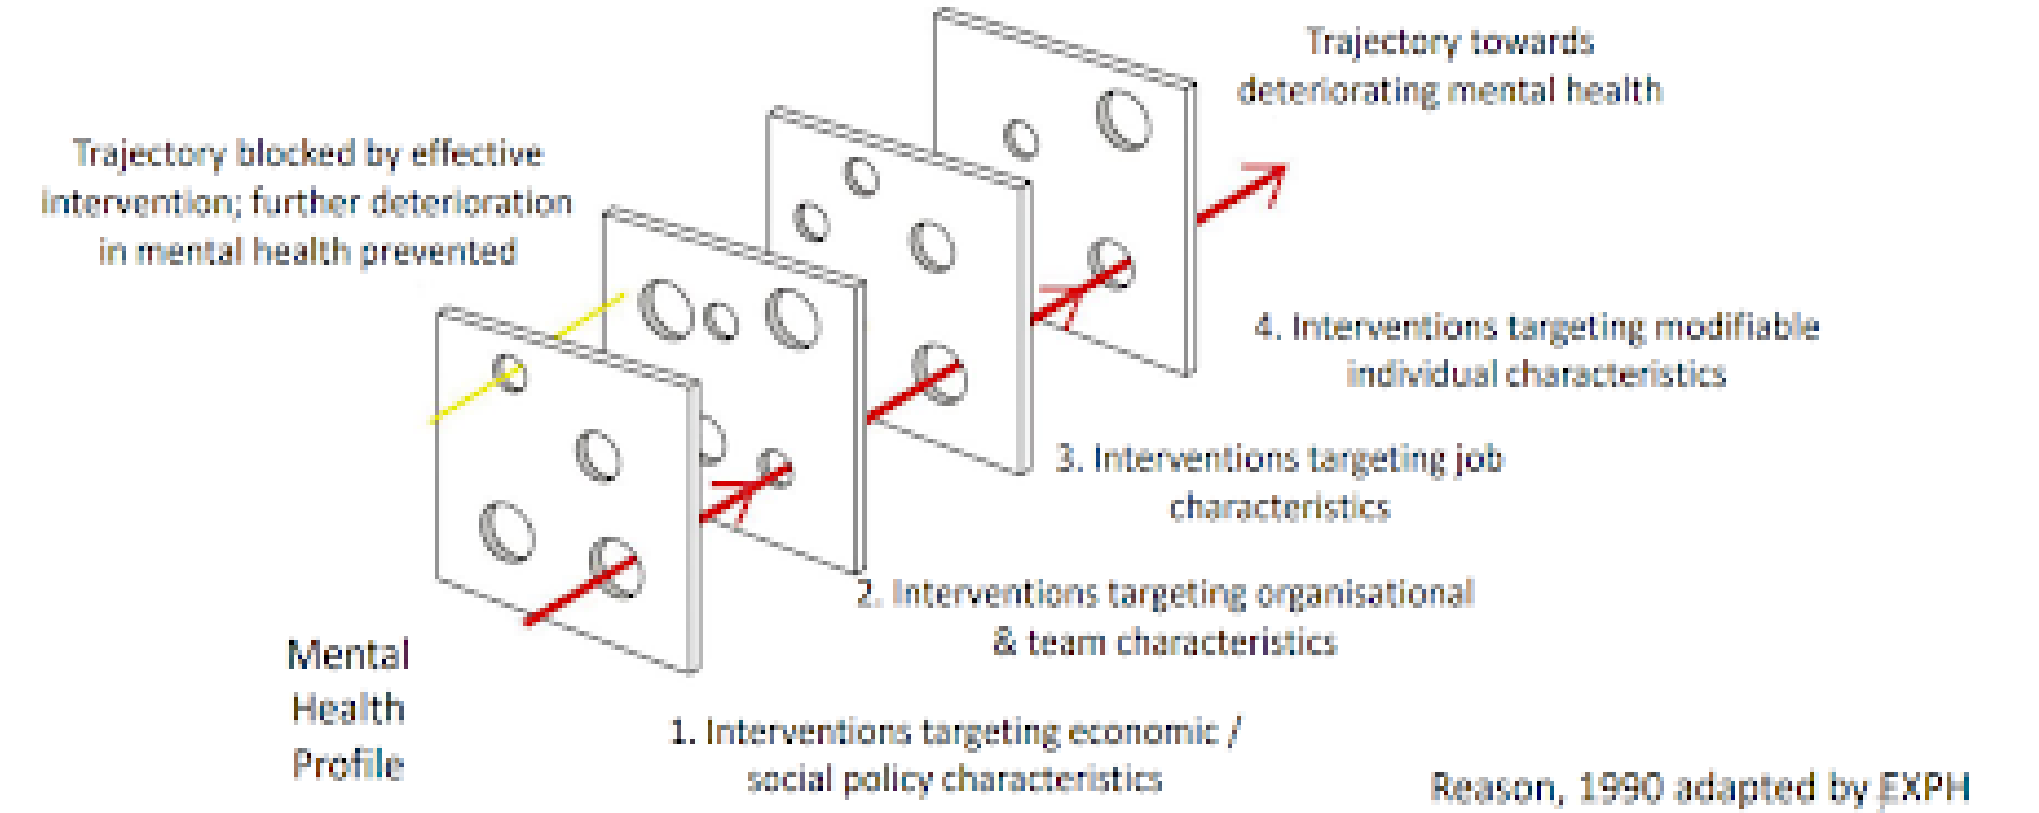 Trajectory towards
deteriorating mental health
Trajectory blocked by effective
intervention; further deterioration
in mental health prevented
4. Interventions targeting modifiable
individual characteristics
3. Interventions targeting job
characteristics
2. Interventions targeting organisational
& team characteristics
Mental
Health
Profile
1. Interventions targeting economic /
social policy characteristics
Reason, 1990 adapted by EXPH